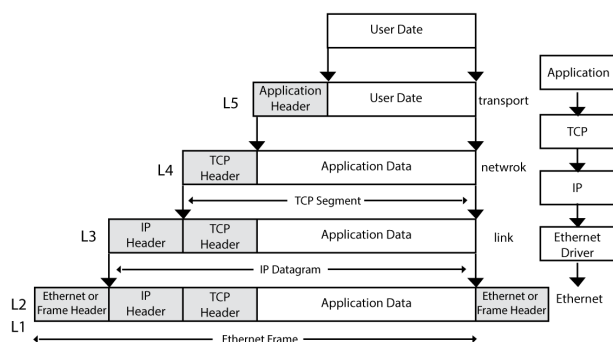 User Date
Application
Header
User Date
L5
transport
Application
TCP
Header
Application Data
L4
netwrok
TCP
TCP Segment
IP
IP
Header
TCP
Header
Application Data
L3
link
Ethernet
Driver
IP Datagram
Ethernet or
Frame Header
IP
Header
TCP
Header
Application Data
Ethernet or
Frame Header
Ethernet
L2
L1
Ethernet Frame